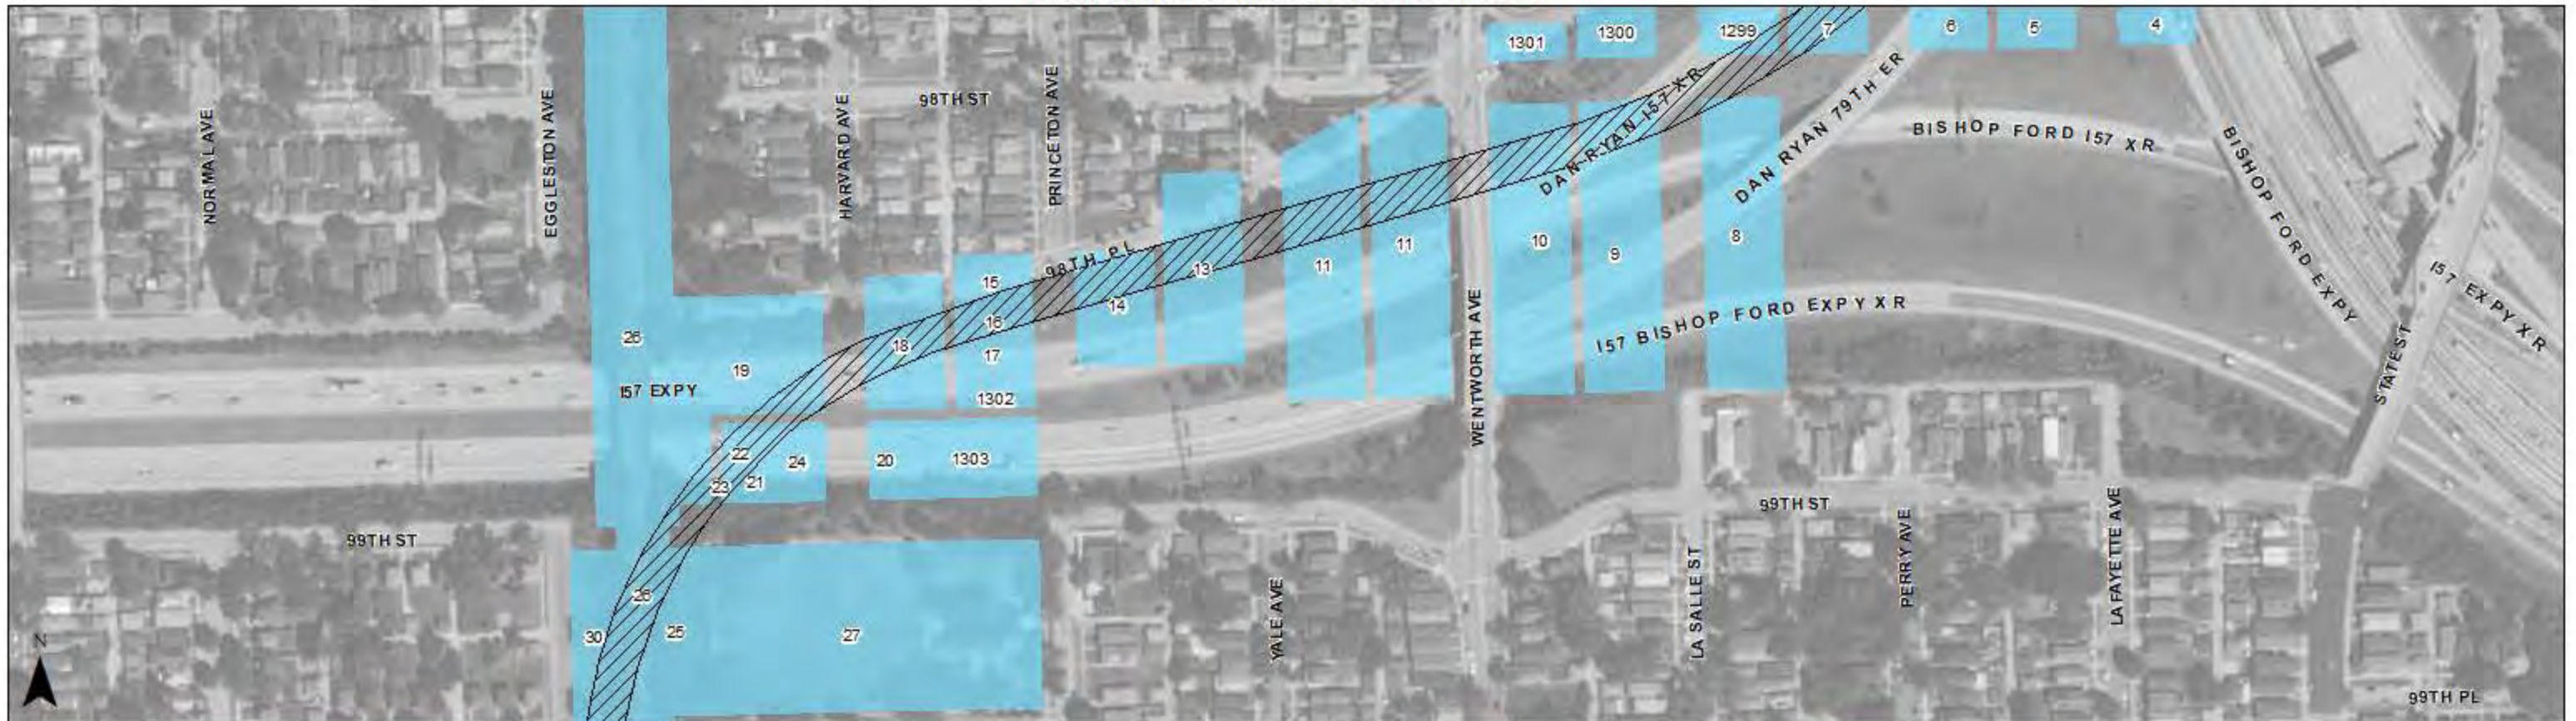 1301
1300
1299
7
6
5
4
98TH ST
NORMAL AVE
EGGLESTON AVE
HARVARD AVE
PRINCETON AVE
DAN RYAN I57 XR
DAN RYAN 79TH ER
BISHOP FORD I57 XR
BISHOP FORD EXPY
I57 EXPY XR
STATE ST
98TH PL
15
16
17
18
1302
14
13
11
11
10
9
8
WENTWORTH AVE
I57 BISHOP FORD EXPY XR
26
19
I57 EXPY
22
24
23
21
20
1303
99TH ST
99TH ST
26
30
25
27
YALE AVE
LA SALLE ST
PERRY AVE
LAFAYETTE AVE
99TH PL
N